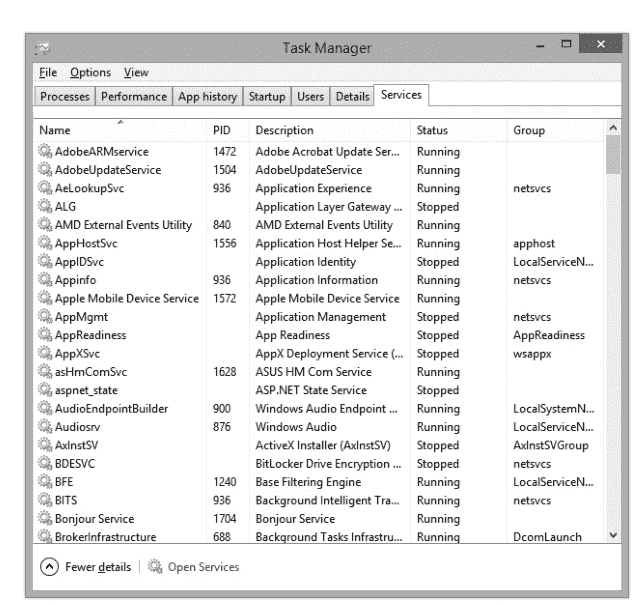 Task Manager
File Options View
Processes Performance App history Startup Users Details Services
Name PID Description Status Group
AdobeARMservice 1472 Adobe Acrobat Update Ser... Running
AdobeUpdateService 1504 AdobeUpdateService Running
AeLookupSvc 936 Application Experience Running netsvcs
ALG Application Layer Gateway ... Stopped
AMD External Events Utility 840 AMD External Events Utility Running
AppHostSvc 1556 Application Host Helper Se... Running apphost
AppIDSvc Application Identity Stopped LocalServiceN...
Appinfo 936 Application Information Running netsvcs
Apple Mobile Device Service 1572 Apple Mobile Device Service Running
AppMgmt Application Management Stopped netsvcs
AppReadiness App Readiness Stopped AppReadiness
AppXSvc AppX Deployment Service (... Stopped wsappx
asHmComSvc 1628 ASUS HM Com Service Running
aspnet_state ASP.NET State Service Stopped
AudioEndpointBuilder 900 Windows Audio Endpoint ... Running LocalSystemN...
Audiosrv 876 Windows Audio Running LocalServiceN...
AxInstSV ActiveX Installer (AxInstSV) Stopped AxInstSVGroup
BDESVC BitLocker Drive Encryption ... Stopped netsvcs
BFE 1240 Base Filtering Engine Running LocalServiceN...
BITS 936 Background Intelligent Tra... Running netsvcs
Bonjour Service 1704 Bonjour Service Running
BrokerInfrastructure 688 Background Tasks Infrastru... Running DcomLaunch
Fewer details Open Services